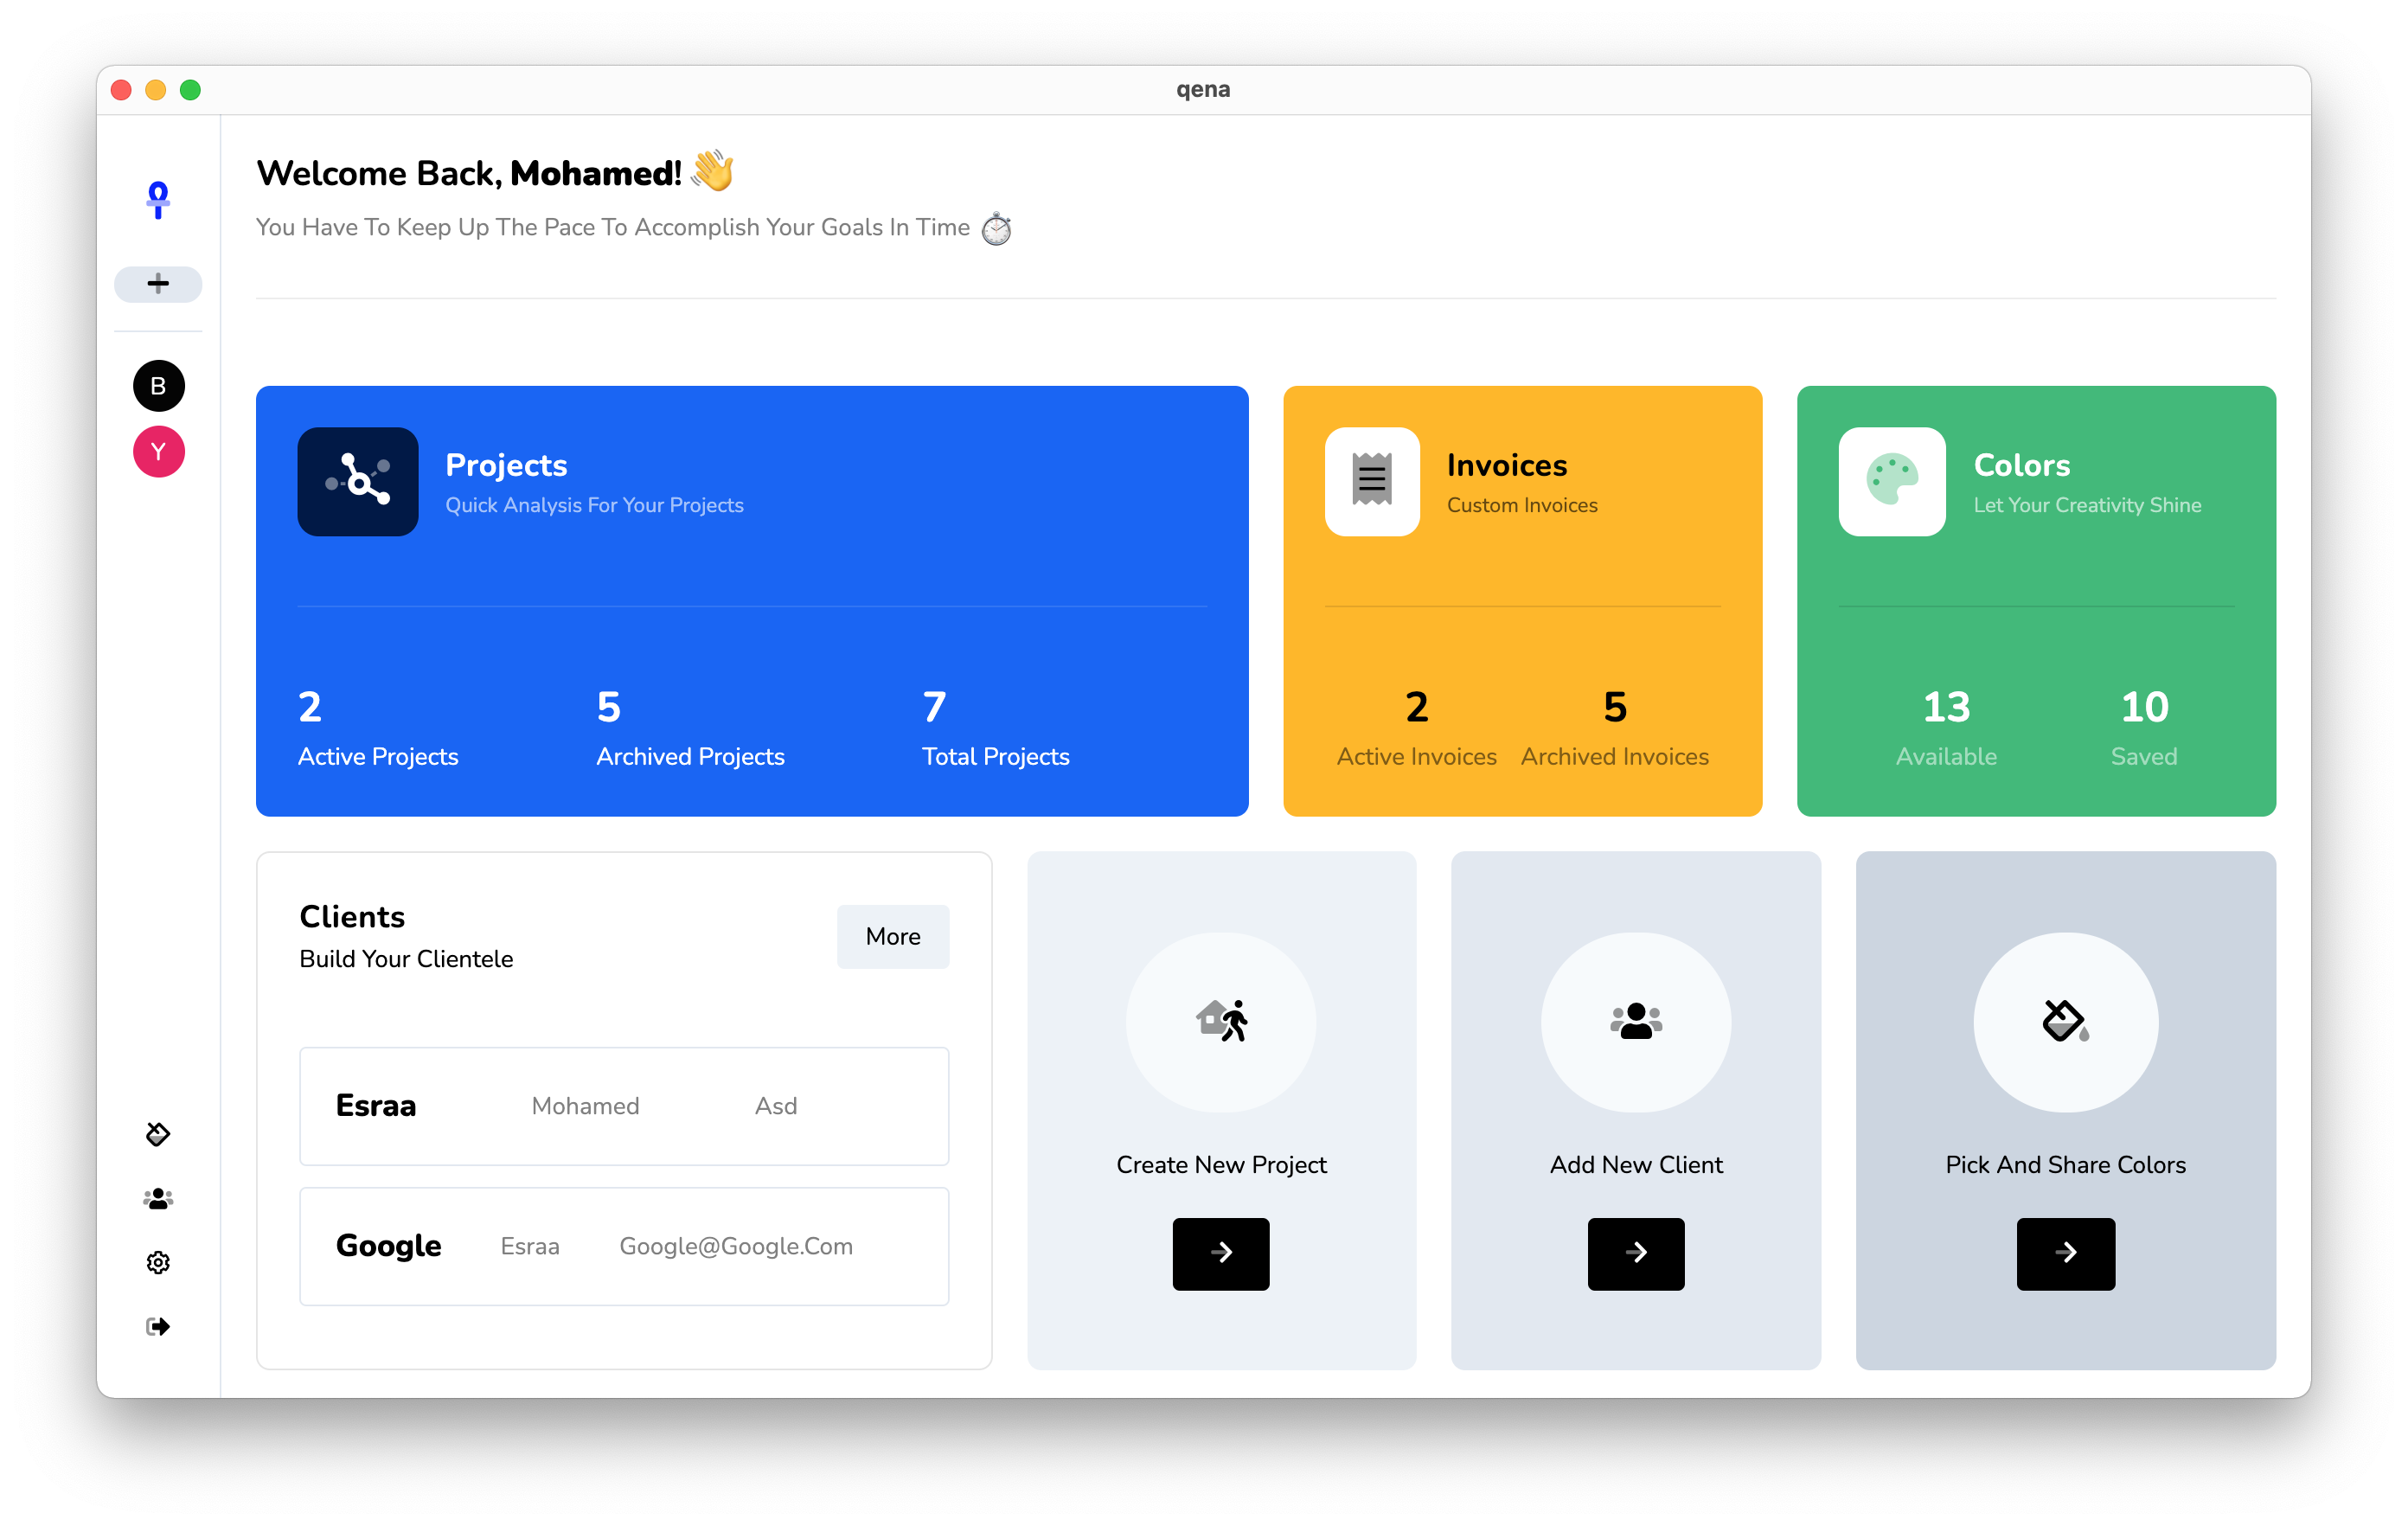 qena
Welcome Back, Mohamed! 👋
You Have To Keep Up The Pace To Accomplish Your Goals In Time ⏱️
B
Y
Projects
Quick Analysis For Your Projects
2
Active Projects
5
Archived Projects
7
Total Projects
Invoices
Custom Invoices
2
Active Invoices
5
Archived Invoices
Colors
Let Your Creativity Shine
13
Available
10
Saved
Clients
Build Your Clientele
More
Esraa Mohamed Asd
Google Esraa Google@Google.Com
Create New Project
Add New Client
Pick And Share Colors